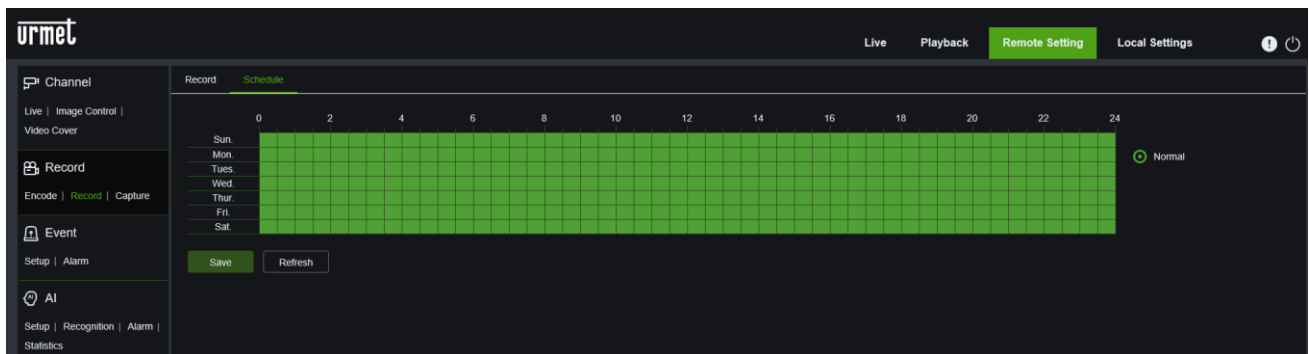 urmet
Live Playback Remote Setting Local Settings
Channel
Live | Image Control |
Video Cover
Record
Encode | Record | Capture
Event
Setup | Alarm
AI
Setup | Recognition | Alarm |
Statistics
Record Schedule
0 2 4 6 8 10 12 14 16 18 20 22 24
Sun.
Mon.
Tues.
Wed.
Thur.
Fri.
Sat.
Normal
Save Refresh